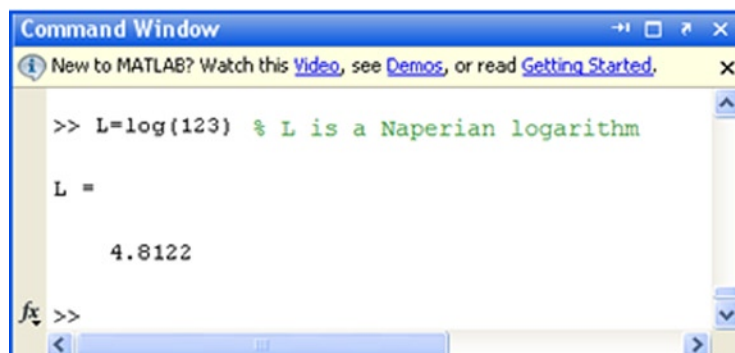 Command Window
New to MATLAB? Watch this Video, see Demos, or read Getting Started.
>> L=log(123) % L is a Naperian logarithm
L =
4.8122
fx >>